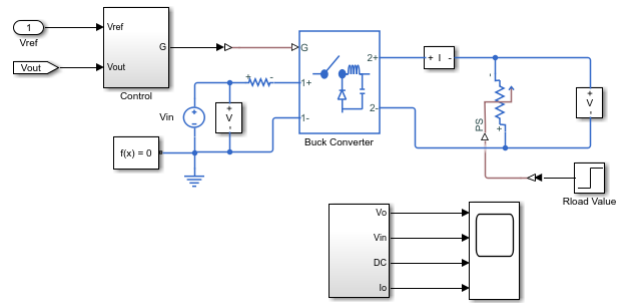 1
Vref
Vout
Vref
Vout
G
Control
Vin
f(x) = 0
+
V
-
+
-
+
-
G
1+
1-
2+
2-
Buck Converter
+ I -
-
+
PS
+
V
-
Rload Value
Vo
Vin
DC
Io